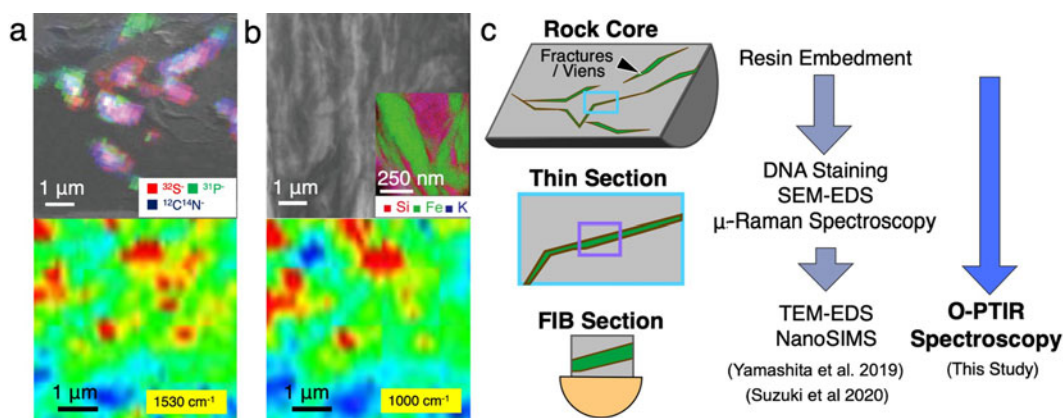 a
1 μm
³²S⁻ ³¹P⁻
¹²C¹⁴N⁻
1 μm
1530 cm⁻¹
b
1 μm
250 nm
Si Fe K
1 μm
1000 cm⁻¹
c
Rock Core
Fractures
/ Viens
Thin Section
FIB Section
Resin Embedment
DNA Staining
SEM-EDS
μ-Raman Spectroscopy
TEM-EDS
NanoSIMS
(Yamashita et al. 2019)
(Suzuki et al 2020)
O-PTIR
Spectroscopy
(This Study)